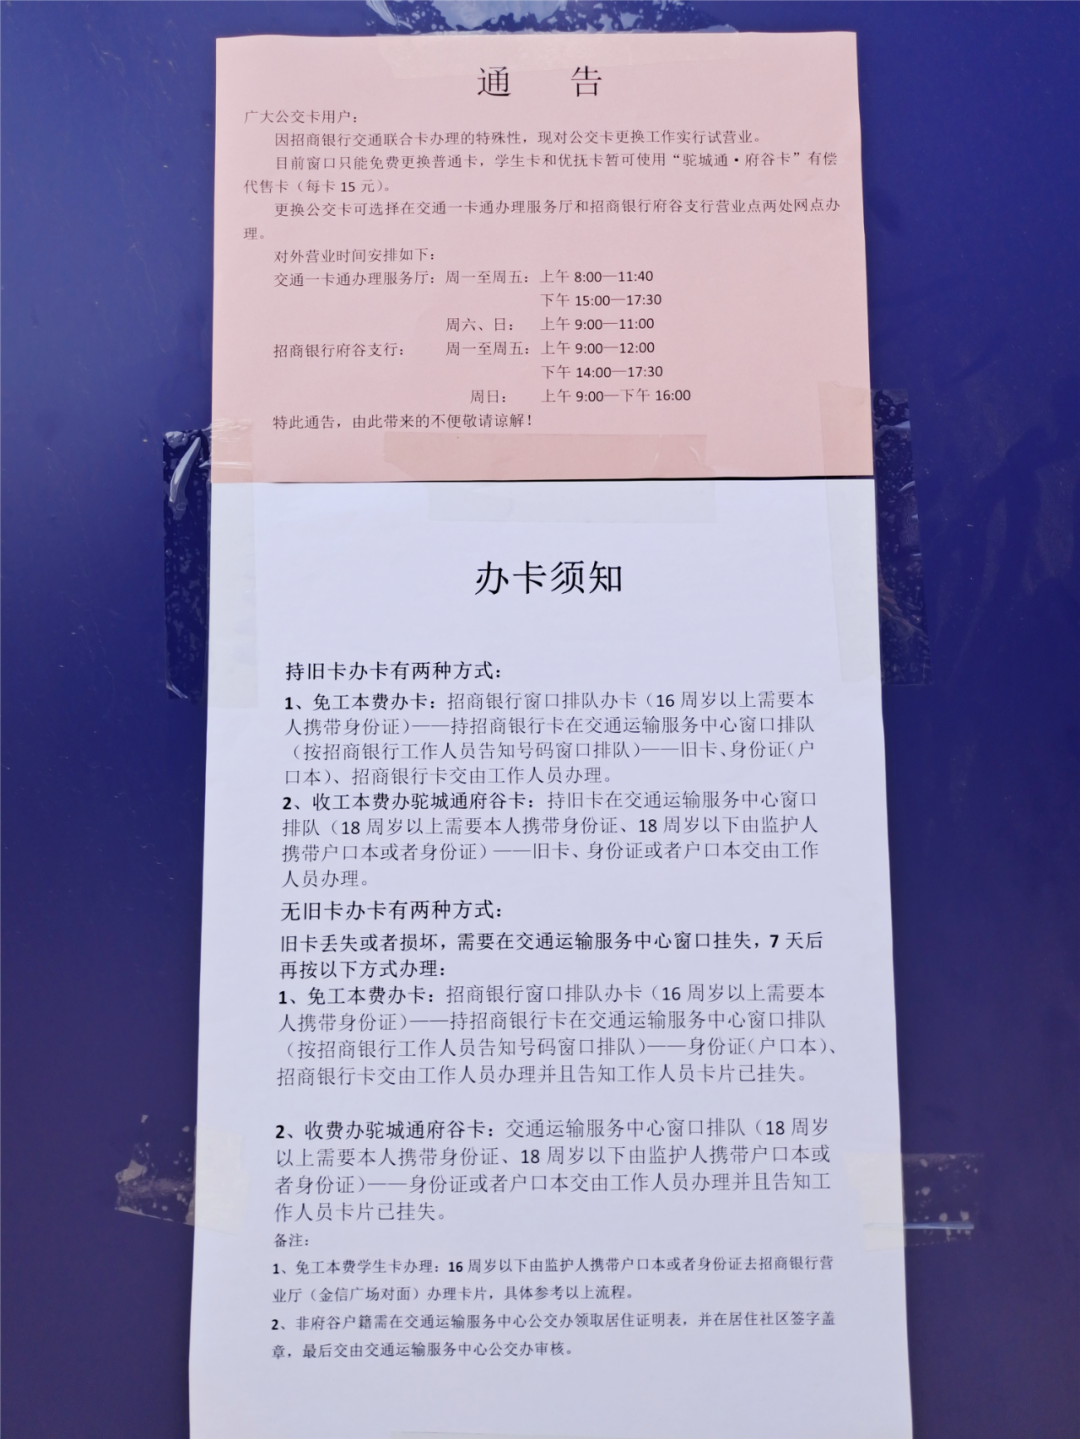 通 告
广大公交卡用户：
因招商银行交通联合卡办理的特殊性，现对公交卡更换工作实行试营业。
目前窗口只能免费更换普通卡，学生卡和优抚卡暂可使用“驼城通·府谷卡”有偿
代售卡（每卡 15 元）。
更换公交卡可选择在交通一卡通办理服务厅和招商银行府谷支行营业点两处网点办
理。
对外营业时间安排如下：
交通一卡通办理服务厅：周一至周五：上午 8:00—11:40
下午 15:00—17:30
周六、日： 上午 9:00—11:00
招商银行府谷支行： 周一至周五：上午 9:00—12:00
下午 14:00—17:30
周日： 上午 9:00—下午 16:00
特此通告，由此带来的不便敬请谅解！
办卡须知
持旧卡办卡有两种方式：
1、免工本费办卡：招商银行窗口排队办卡（16 周岁以上需要本
人携带身份证）——持招商银行卡在交通运输服务中心窗口排队
（按招商银行工作人员告知号码窗口排队）——旧卡、身份证（户
口本）、招商银行卡交由工作人员办理。
2、收工本费办驼城通府谷卡：持旧卡在交通运输服务中心窗口
排队（18 周岁以上需要本人携带身份证、18 周岁以下由监护人
携带户口本或者身份证）——旧卡、身份证或者户口本交由工作
人员办理。
无旧卡办卡有两种方式：
旧卡丢失或者损坏，需要在交通运输服务中心窗口挂失，7 天后
再按以下方式办理：
1、免工本费办卡：招商银行窗口排队办卡（16 周岁以上需要本
人携带身份证）——持招商银行卡在交通运输服务中心窗口排队
（按招商银行工作人员告知号码窗口排队）——身份证（户口本）、
招商银行卡交由工作人员办理并且告知工作人员卡片已挂失。
2、收费办驼城通府谷卡：交通运输服务中心窗口排队（18 周岁
以上需要本人携带身份证、18 周岁以下由监护人携带户口本或
者身份证）——身份证或者户口本交由工作人员办理并且告知工
作人员卡片已挂失。
备注：
1、免工本费学生卡办理：16 周岁以下由监护人携带户口本或者身份证去招商银行营
业厅（金信广场对面）办理卡片，具体参考以上流程。
2、非府谷户籍需在交通运输服务中心公交办领取居住证明表，并在居住社区签字盖
章，最后交由交通运输服务中心公交办审核。